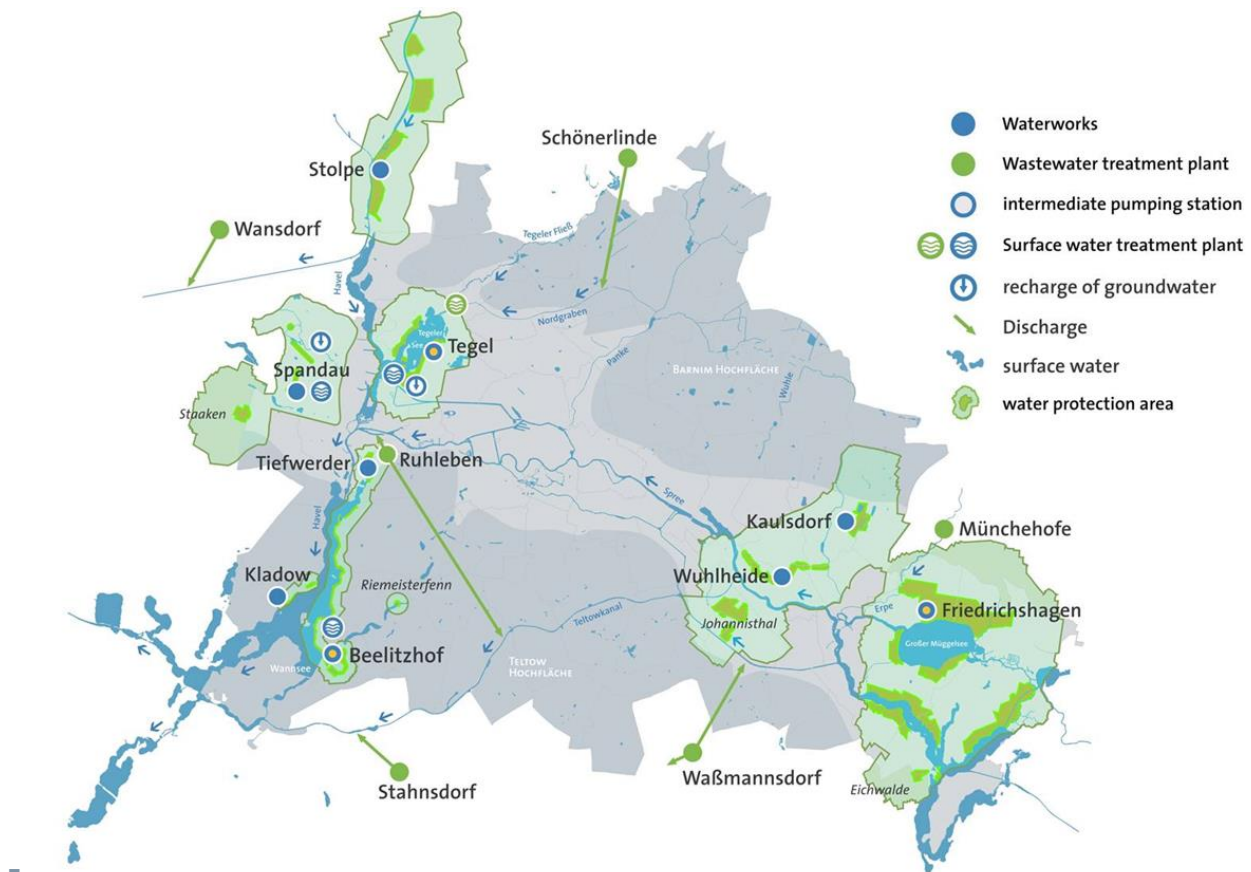 Schönerlinde
Waterworks
Wastewater treatment plant
Stolpe
intermediate pumping station
Wansdorf
Tegeler Fließ
Surface water treatment plant
Havel
recharge of groundwater
Nordgraben
Discharge
Tegeler
See
Tegel
Panke
surface water
Spandau
BARNIM HOCHFLÄCHE
Wuhle
Staaken
water protection area
Tiefwerder
Ruhleben
Spree
Havel
Kaulsdorf
Münchehofe
Kladow
Riemeisterfenn
Wuhlheide
Erpe
Friedrichshagen
Teltowkanal
Johannisthal
Großer Müggelsee
Beelitzhof
Wannsee
TELTOW
HOCHFLÄCHE
Stahnsdorf
Waßmannsdorf
Eichwalde